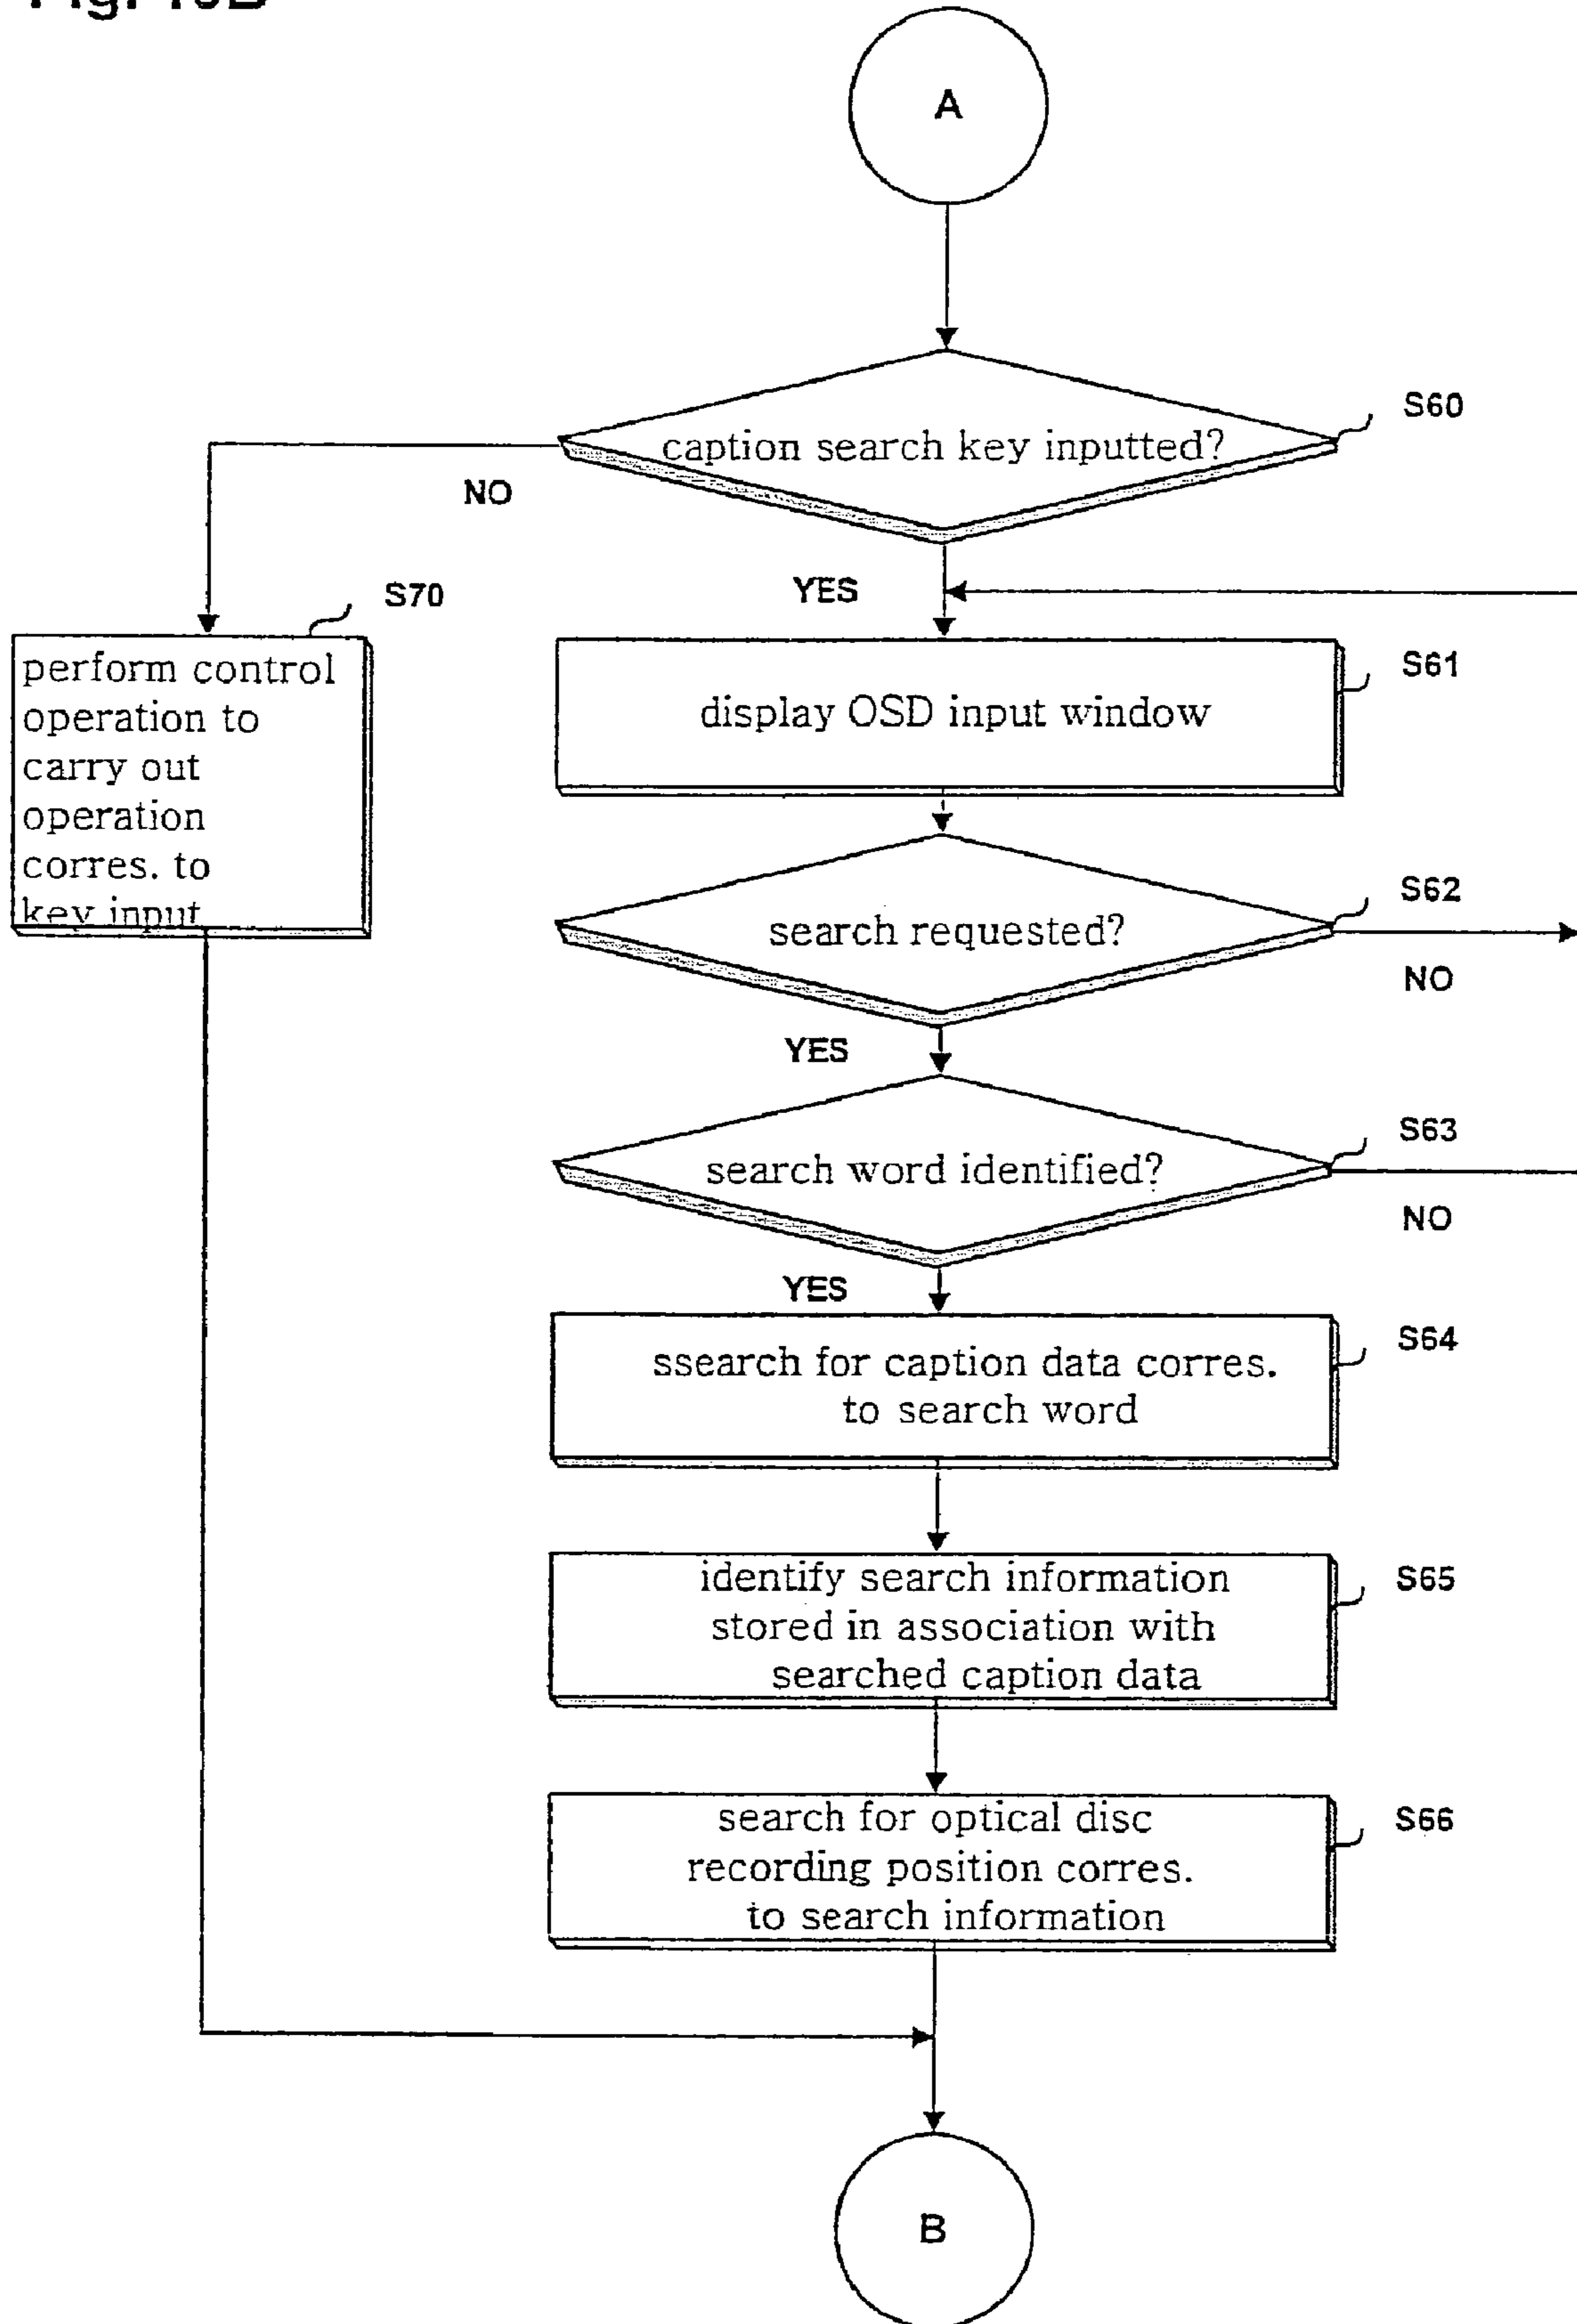 A
S60
caption search key inputted?
NO
YES
S70
perform control
operation to
carry out
operation
corres. to
key input
S61
display OSD input window
S62
search requested?
NO
YES
S63
search word identified?
NO
YES
S64
ssearch for caption data corres.
to search word
S65
identify search information
stored in association with
searched caption data
S66
search for optical disc
recording position corres.
to search information
B